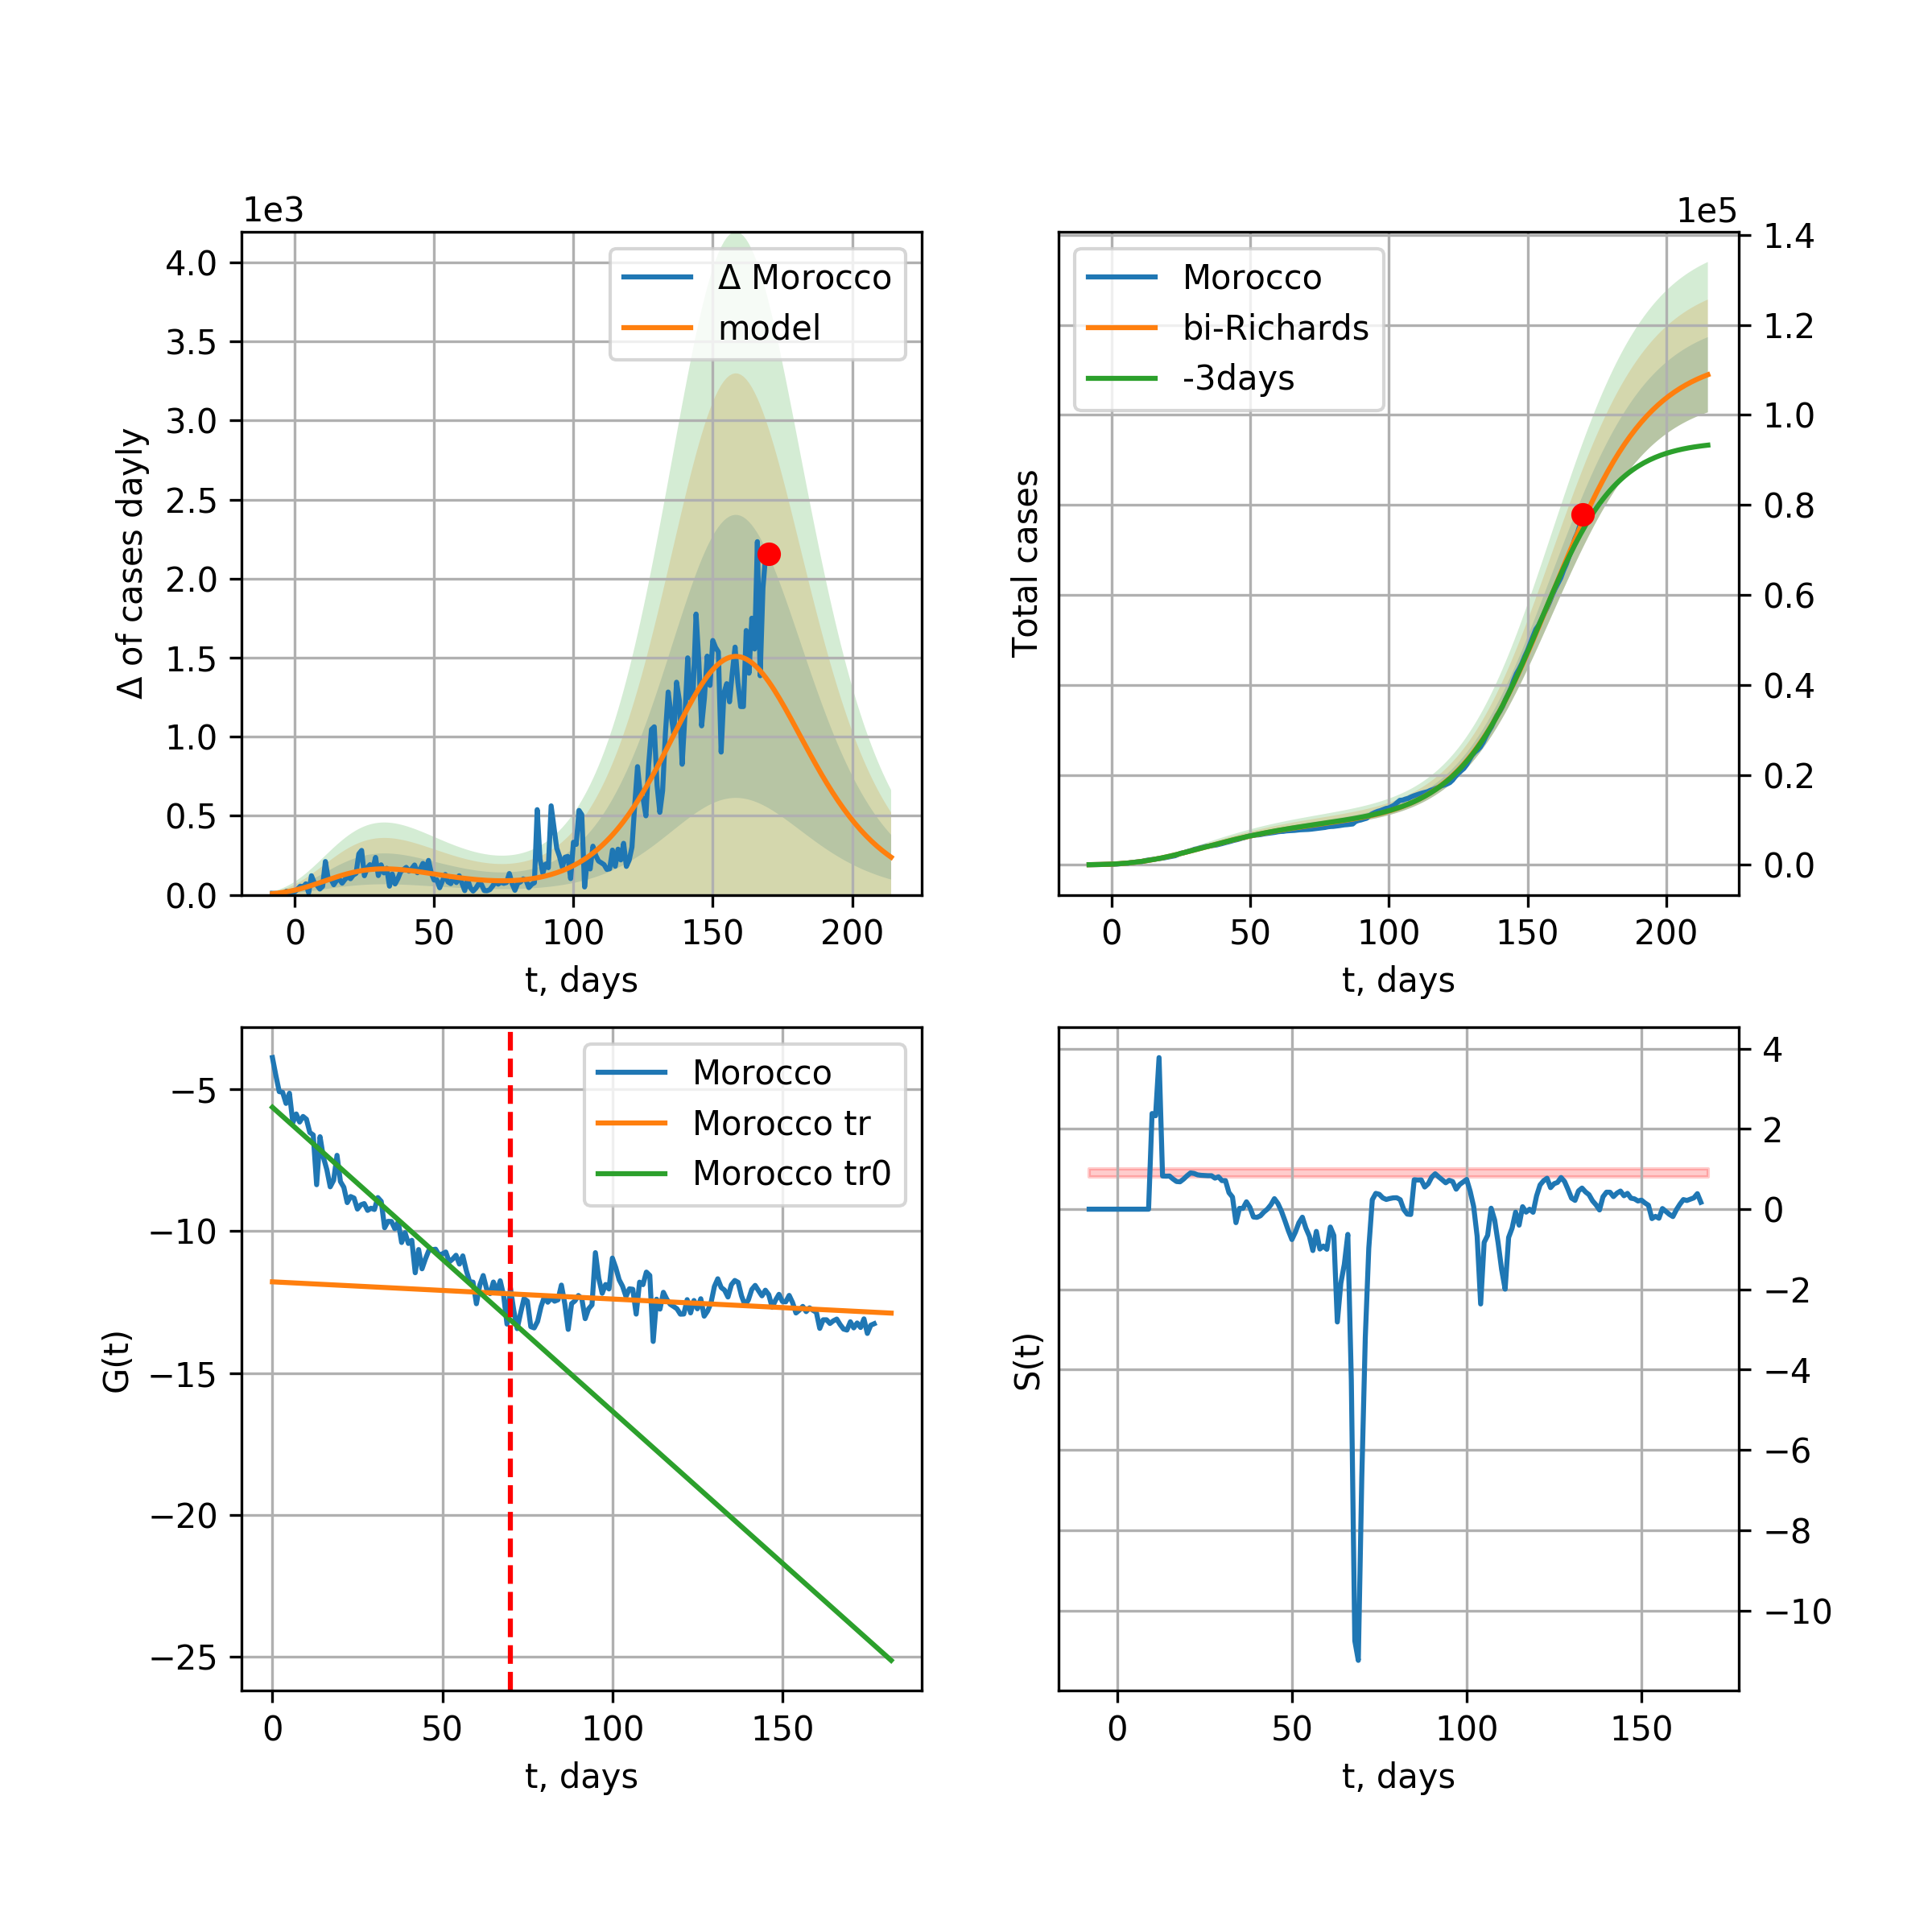 1e3
4.0
3.5
3.0
2.5
2.0
1.5
1.0
0.5
0.0
Δ of cases dayly
Δ Morocco
model
0 50 100 150 200
t, days
1e5
1.4
1.2
1.0
0.8
0.6
0.4
0.2
0.0
Total cases
Morocco
bi-Richards
-3days
0 50 100 150 200
t, days
−5
−10
−15
−20
−25
G(t)
Morocco
Morocco tr
Morocco tr0
0 50 100 150
t, days
4
2
0
−2
−4
−6
−8
−10
S(t)
0 50 100 150
t, days